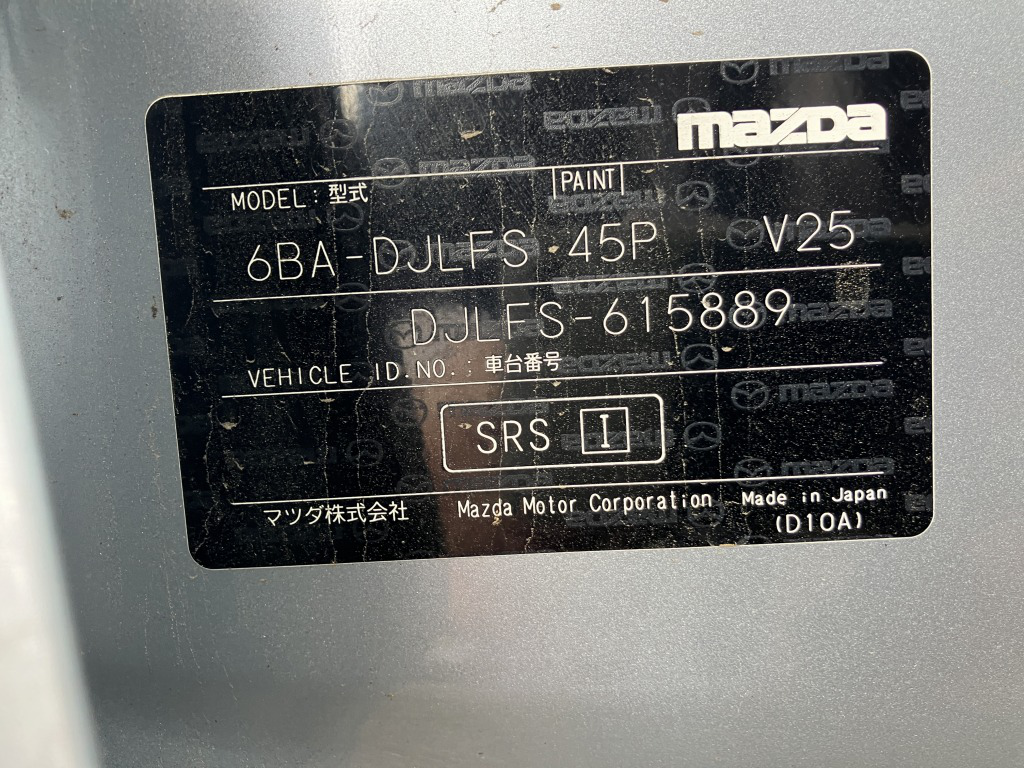 mazda
MODEL：型式 PAINT
6BA-DJLFS 45P V25
DJLFS-615889
VEHICLE ID.NO.：車台番号
SRS I
マツダ株式会社 Mazda Motor Corporation Made in Japan
(D10A)